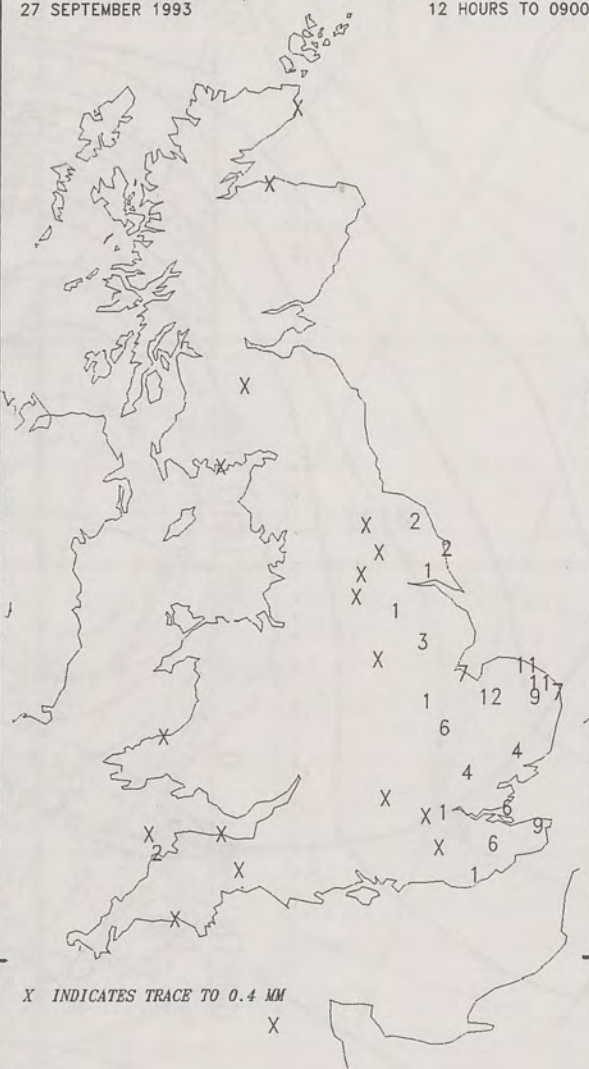 27 SEPTEMBER 1993 12 HOURS TO 0900
X
X
X
X
X 2
X 2
X 1
X 1
3
X 7 11
11
1 12 9 7
6
X 4
4
X 1 6
X 9
X X 2 X 6
X 1
X
X INDICATES TRACE TO 0.4 MM
X